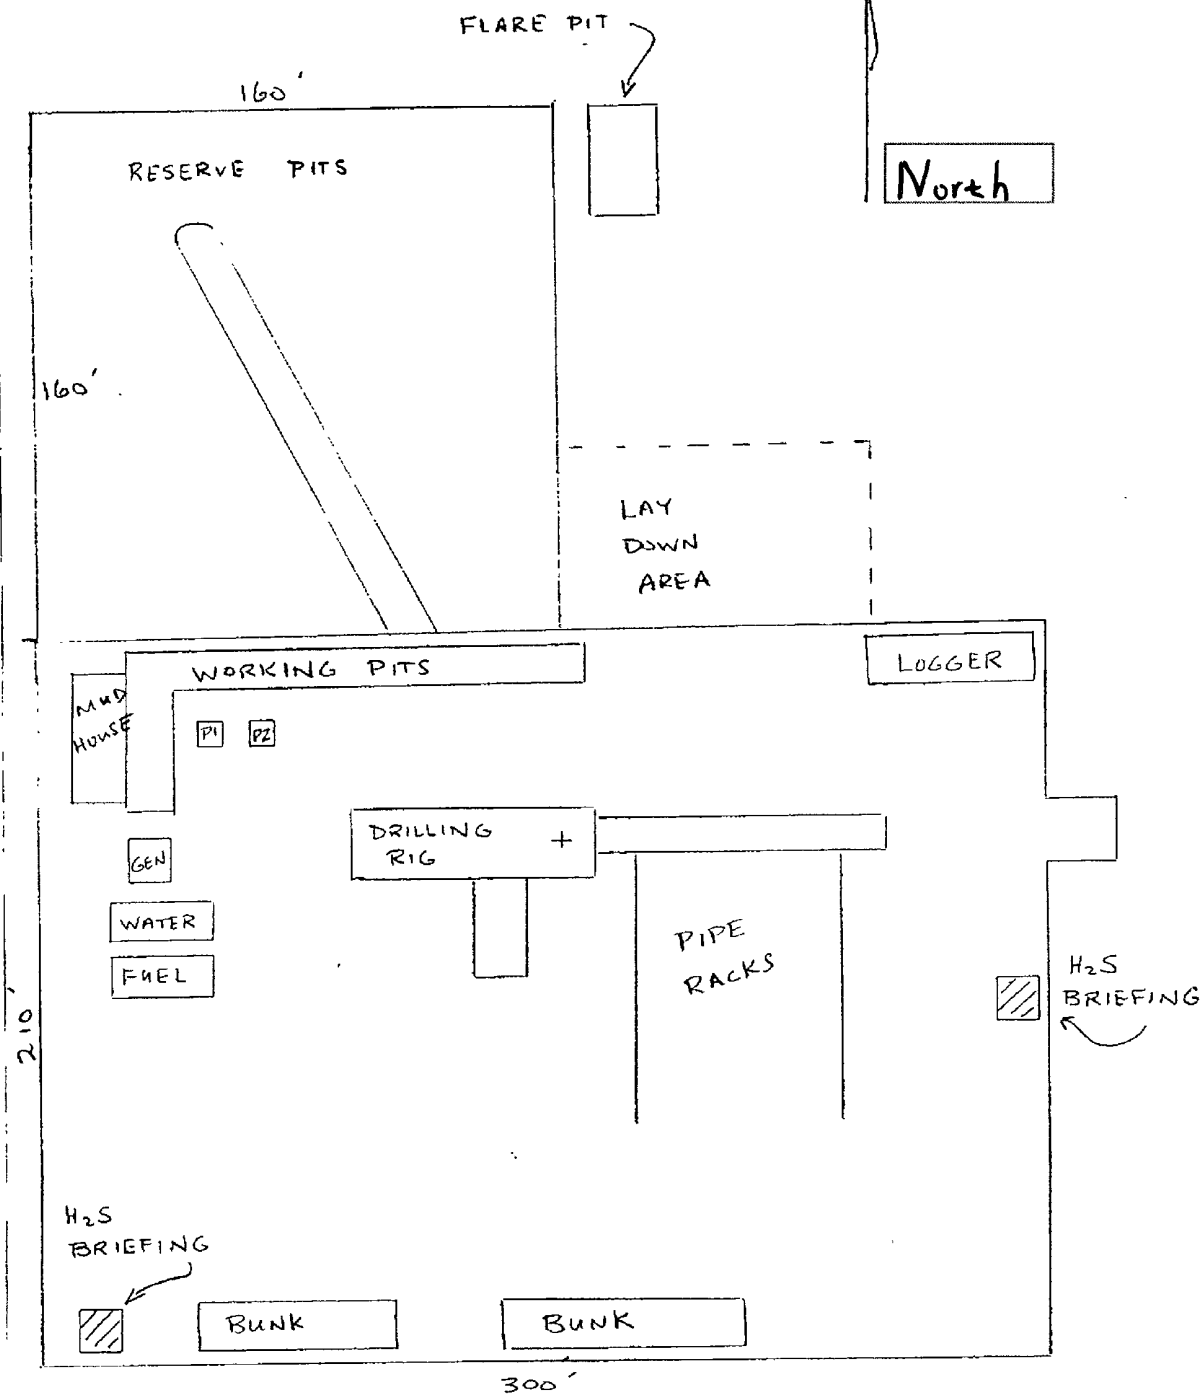 FLARE PIT
160'
RESERVE PITS
North
160'
LAY
DOWN
AREA
WORKING PITS
LOGGER
MUD
HOUSE
P1
P2
DRILLING
RIG
+
GEN
WATER
FUEL
PIPE
RACKS
H₂S
BRIEFING
210'
H₂S
BRIEFING
BUNK
BUNK
300'